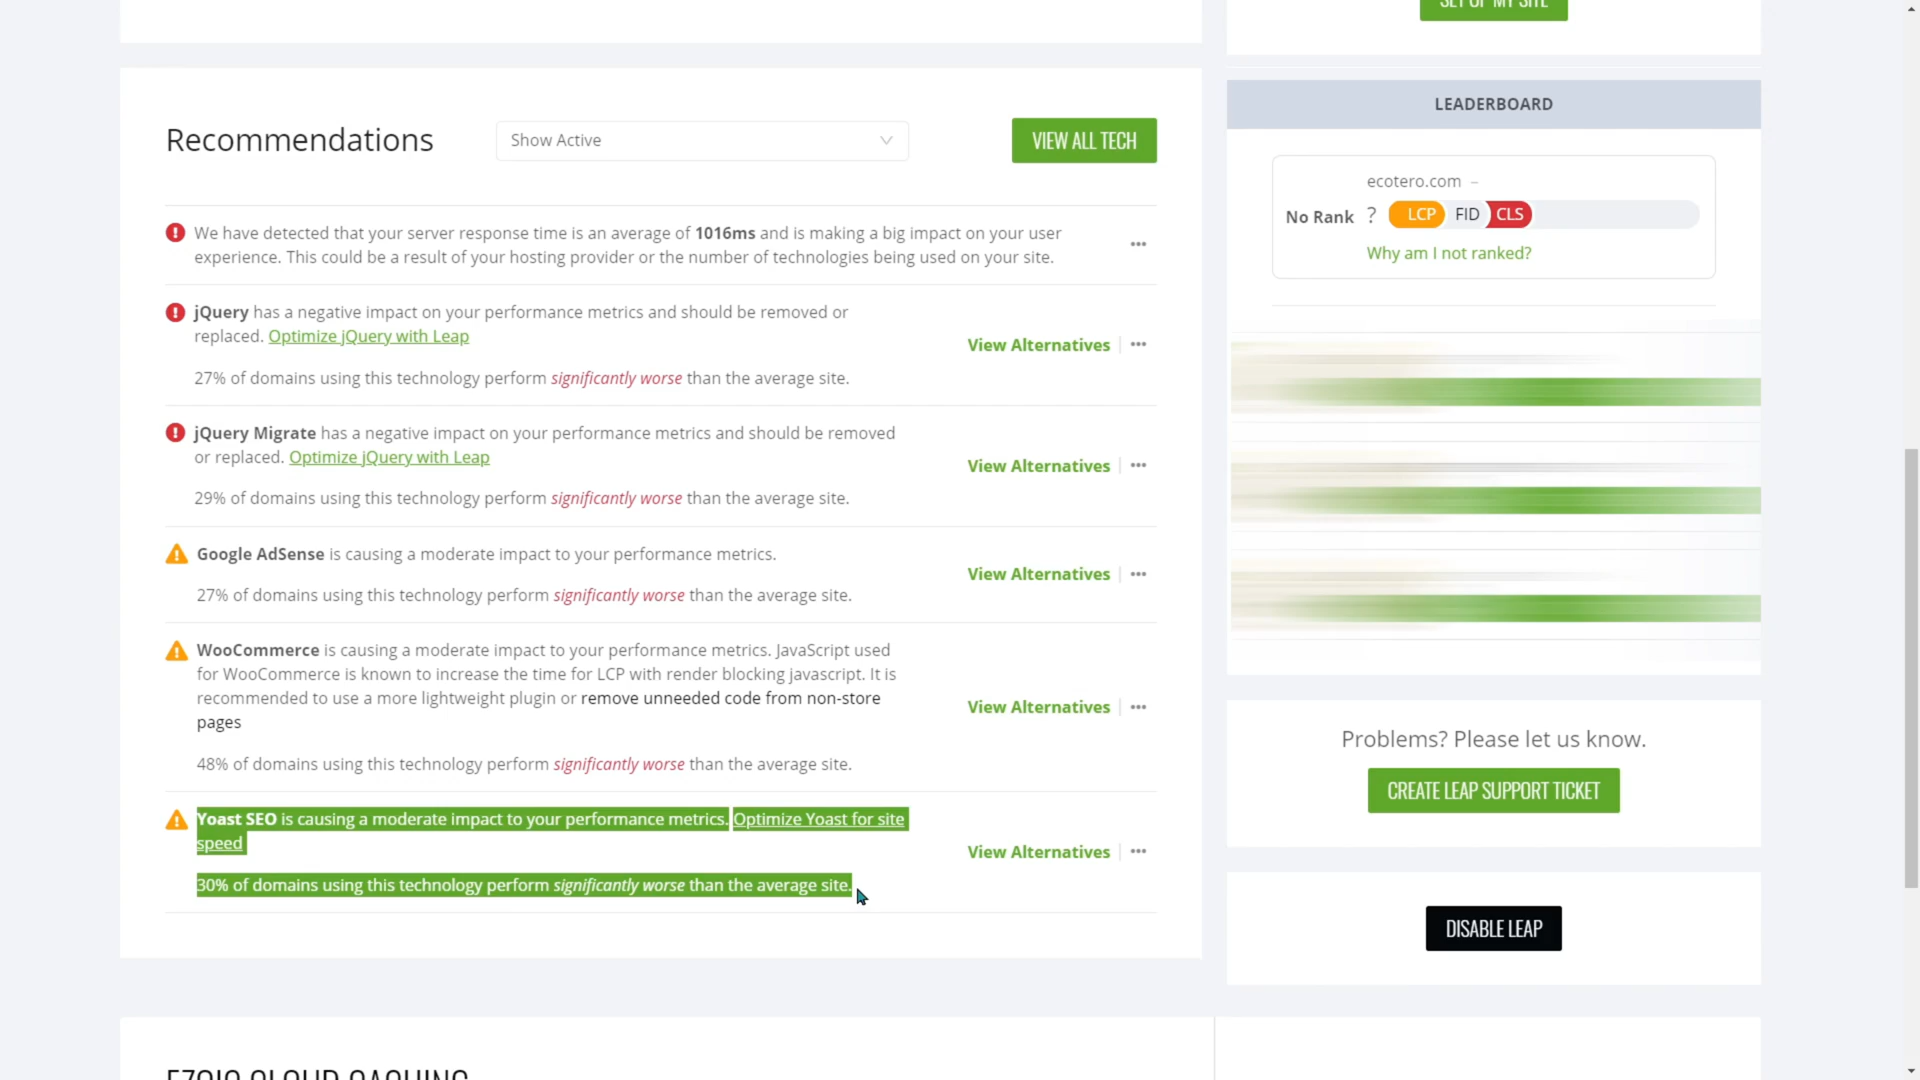 SET UP MY SITE
Recommendations
Show Active
VIEW ALL TECH
We have detected that your server response time is an average of 1016ms and is making a big impact on your user
experience. This could be a result of your hosting provider or the number of technologies being used on your site.
jQuery has a negative impact on your performance metrics and should be removed or
replaced. Optimize jQuery with Leap
View Alternatives
27% of domains using this technology perform significantly worse than the average site.
jQuery Migrate has a negative impact on your performance metrics and should be removed
or replaced. Optimize jQuery with Leap
View Alternatives
29% of domains using this technology perform significantly worse than the average site.
Google AdSense is causing a moderate impact to your performance metrics.
View Alternatives
27% of domains using this technology perform significantly worse than the average site.
WooCommerce is causing a moderate impact to your performance metrics. JavaScript used
for WooCommerce is known to increase the time for LCP with render blocking javascript. It is
recommended to use a more lightweight plugin or remove unneeded code from non-store
pages
View Alternatives
48% of domains using this technology perform significantly worse than the average site.
Yoast SEO is causing a moderate impact to your performance metrics. Optimize Yoast for site
speed
View Alternatives
30% of domains using this technology perform significantly worse than the average site.
LEADERBOARD
ecotero.com –
No Rank ? LCP FID CLS
Why am I not ranked?
Problems? Please let us know.
CREATE LEAP SUPPORT TICKET
DISABLE LEAP
EZOIC CLOUD CACHING